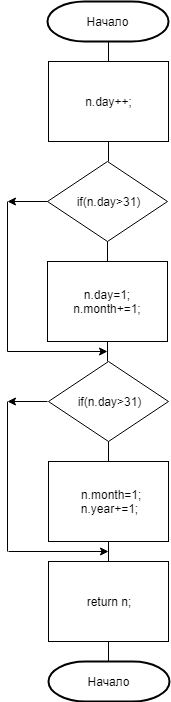 Начало
n.day++;
if(n.day>31)
n.day=1;
n.month+=1;
if(n.day>31)
n.month=1;
n.year+=1;
return n;
Начало